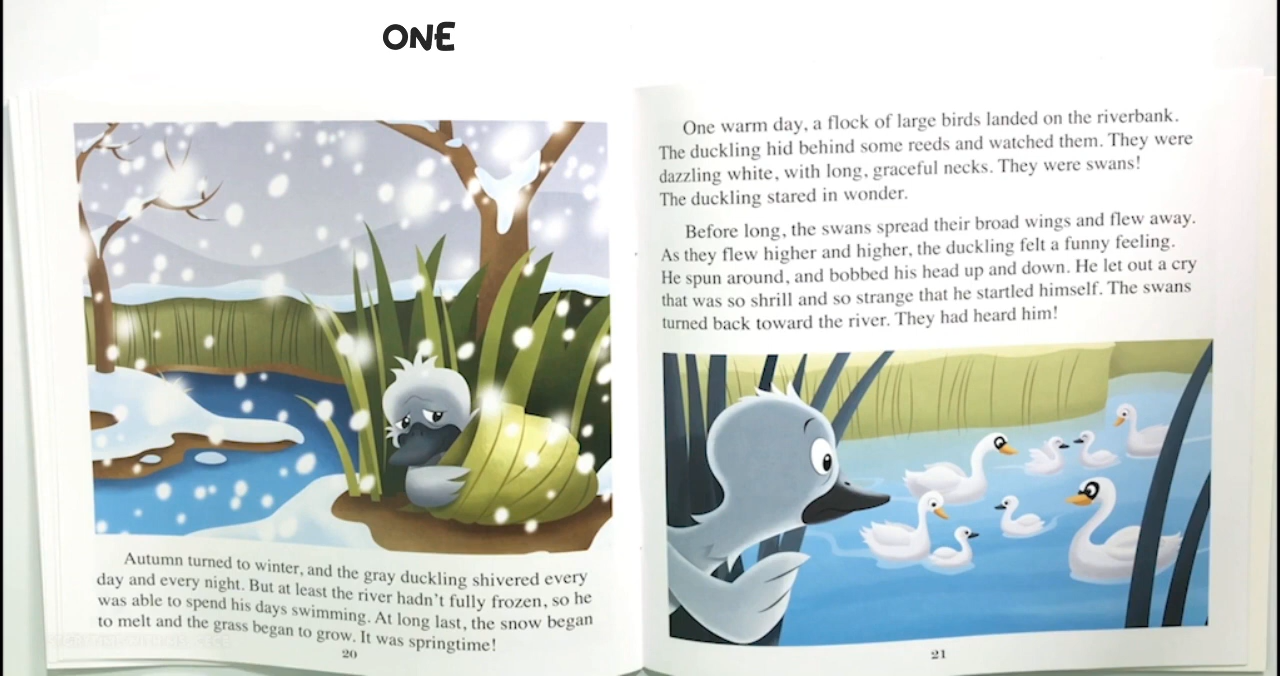 ONE
Autumn turned to winter, and the gray duckling shivered every
day and every night. But at least the river hadn't fully frozen, so he
was able to spend his days swimming. At long last, the snow began
to melt and the grass began to grow. It was springtime!
20
One warm day, a flock of large birds landed on the riverbank.
The duckling hid behind some reeds and watched them. They were
dazzling white, with long, graceful necks. They were swans!
The duckling stared in wonder.
Before long, the swans spread their broad wings and flew away.
As they flew higher and higher, the duckling felt a funny feeling.
He spun around, and bobbed his head up and down. He let out a cry
that was so shrill and so strange that he startled himself. The swans
turned back toward the river. They had heard him!
21